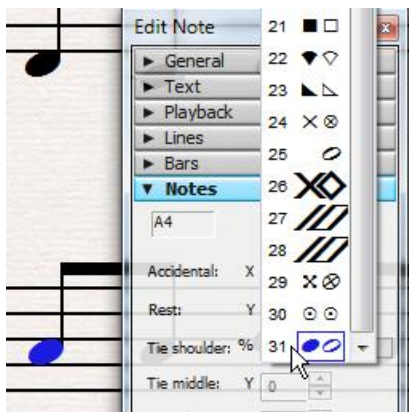 Edit Note
General
Text
Playback
Lines
Bars
Notes
A4
Accidental: X
Rest: Y
Tie shoulder: %
Tie middle: Y 0
21
22
23
24
25
26
27
28
29
30
31